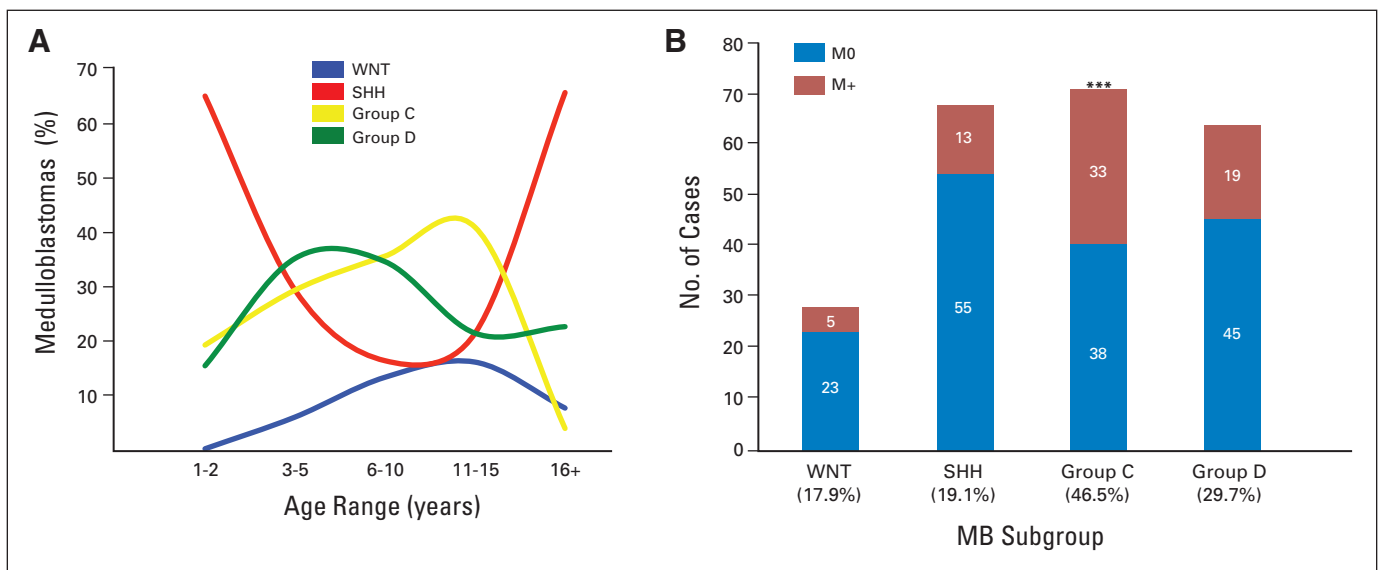 A
WNT
SHH
Group C
Group D
Medulloblastomas (%)
70
60
50
40
30
20
10
1-2 3-5 6-10 11-15 16+
Age Range (years)
B
M0
M+
No. of Cases
80
70
60
50
40
30
20
10
0
***
5
23
13
55
33
38
19
45
WNT SHH Group C Group D
(17.9%) (19.1%) (46.5%) (29.7%)
MB Subgroup